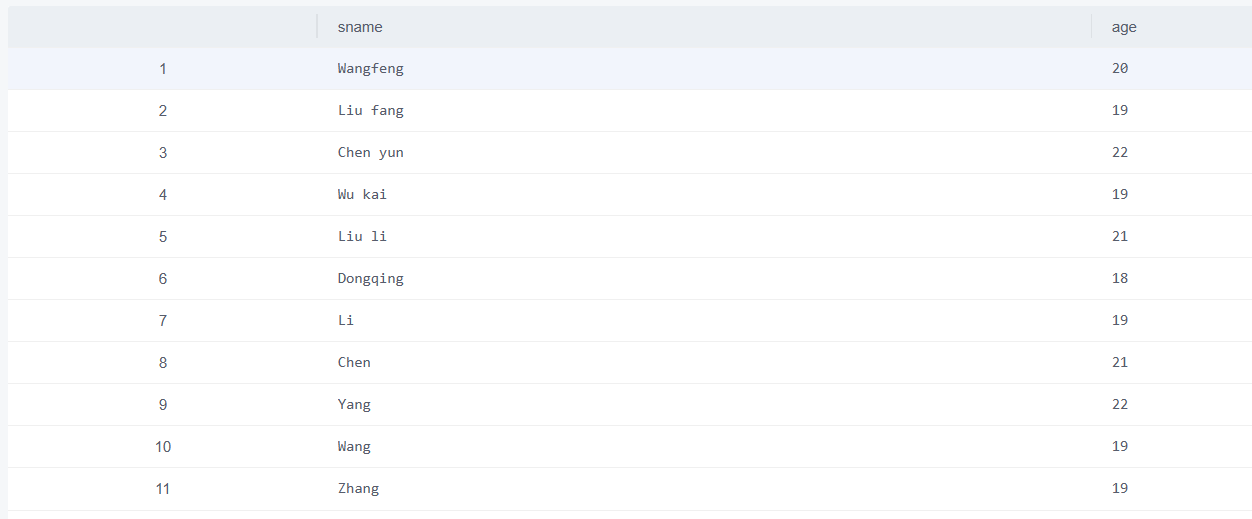 sname age
1 Wangfeng 20
2 Liu fang 19
3 Chen yun 22
4 Wu kai 19
5 Liu li 21
6 Dongqing 18
7 Li 19
8 Chen 21
9 Yang 22
10 Wang 19
11 Zhang 19